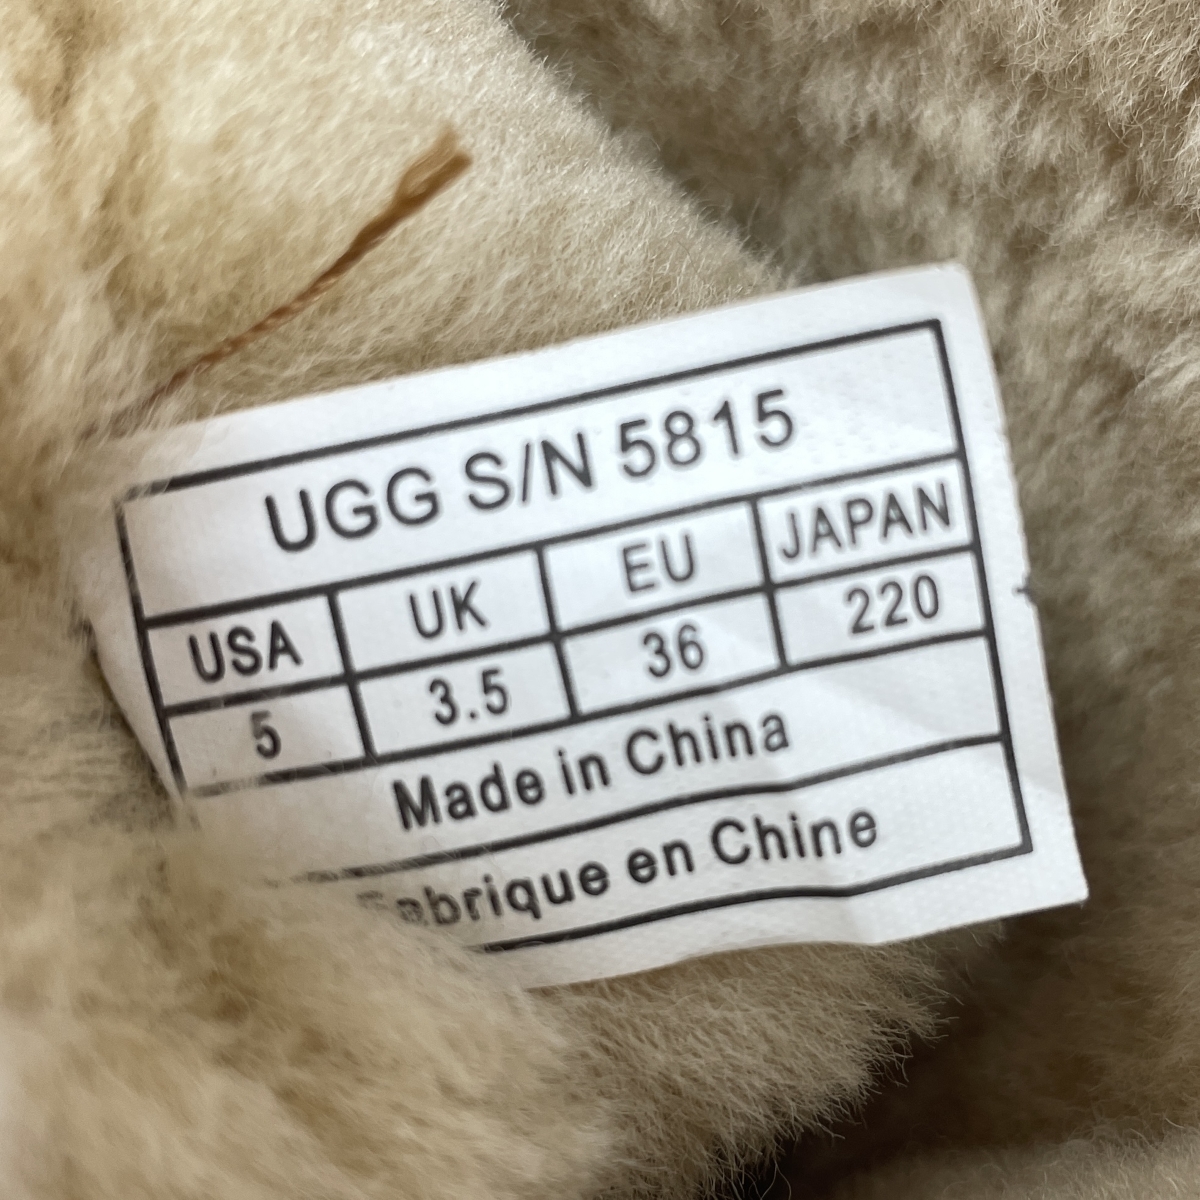 UGG S/N 5815
USA UK EU JAPAN
5 3.5 36 220
Made in China
Fabrique en Chine